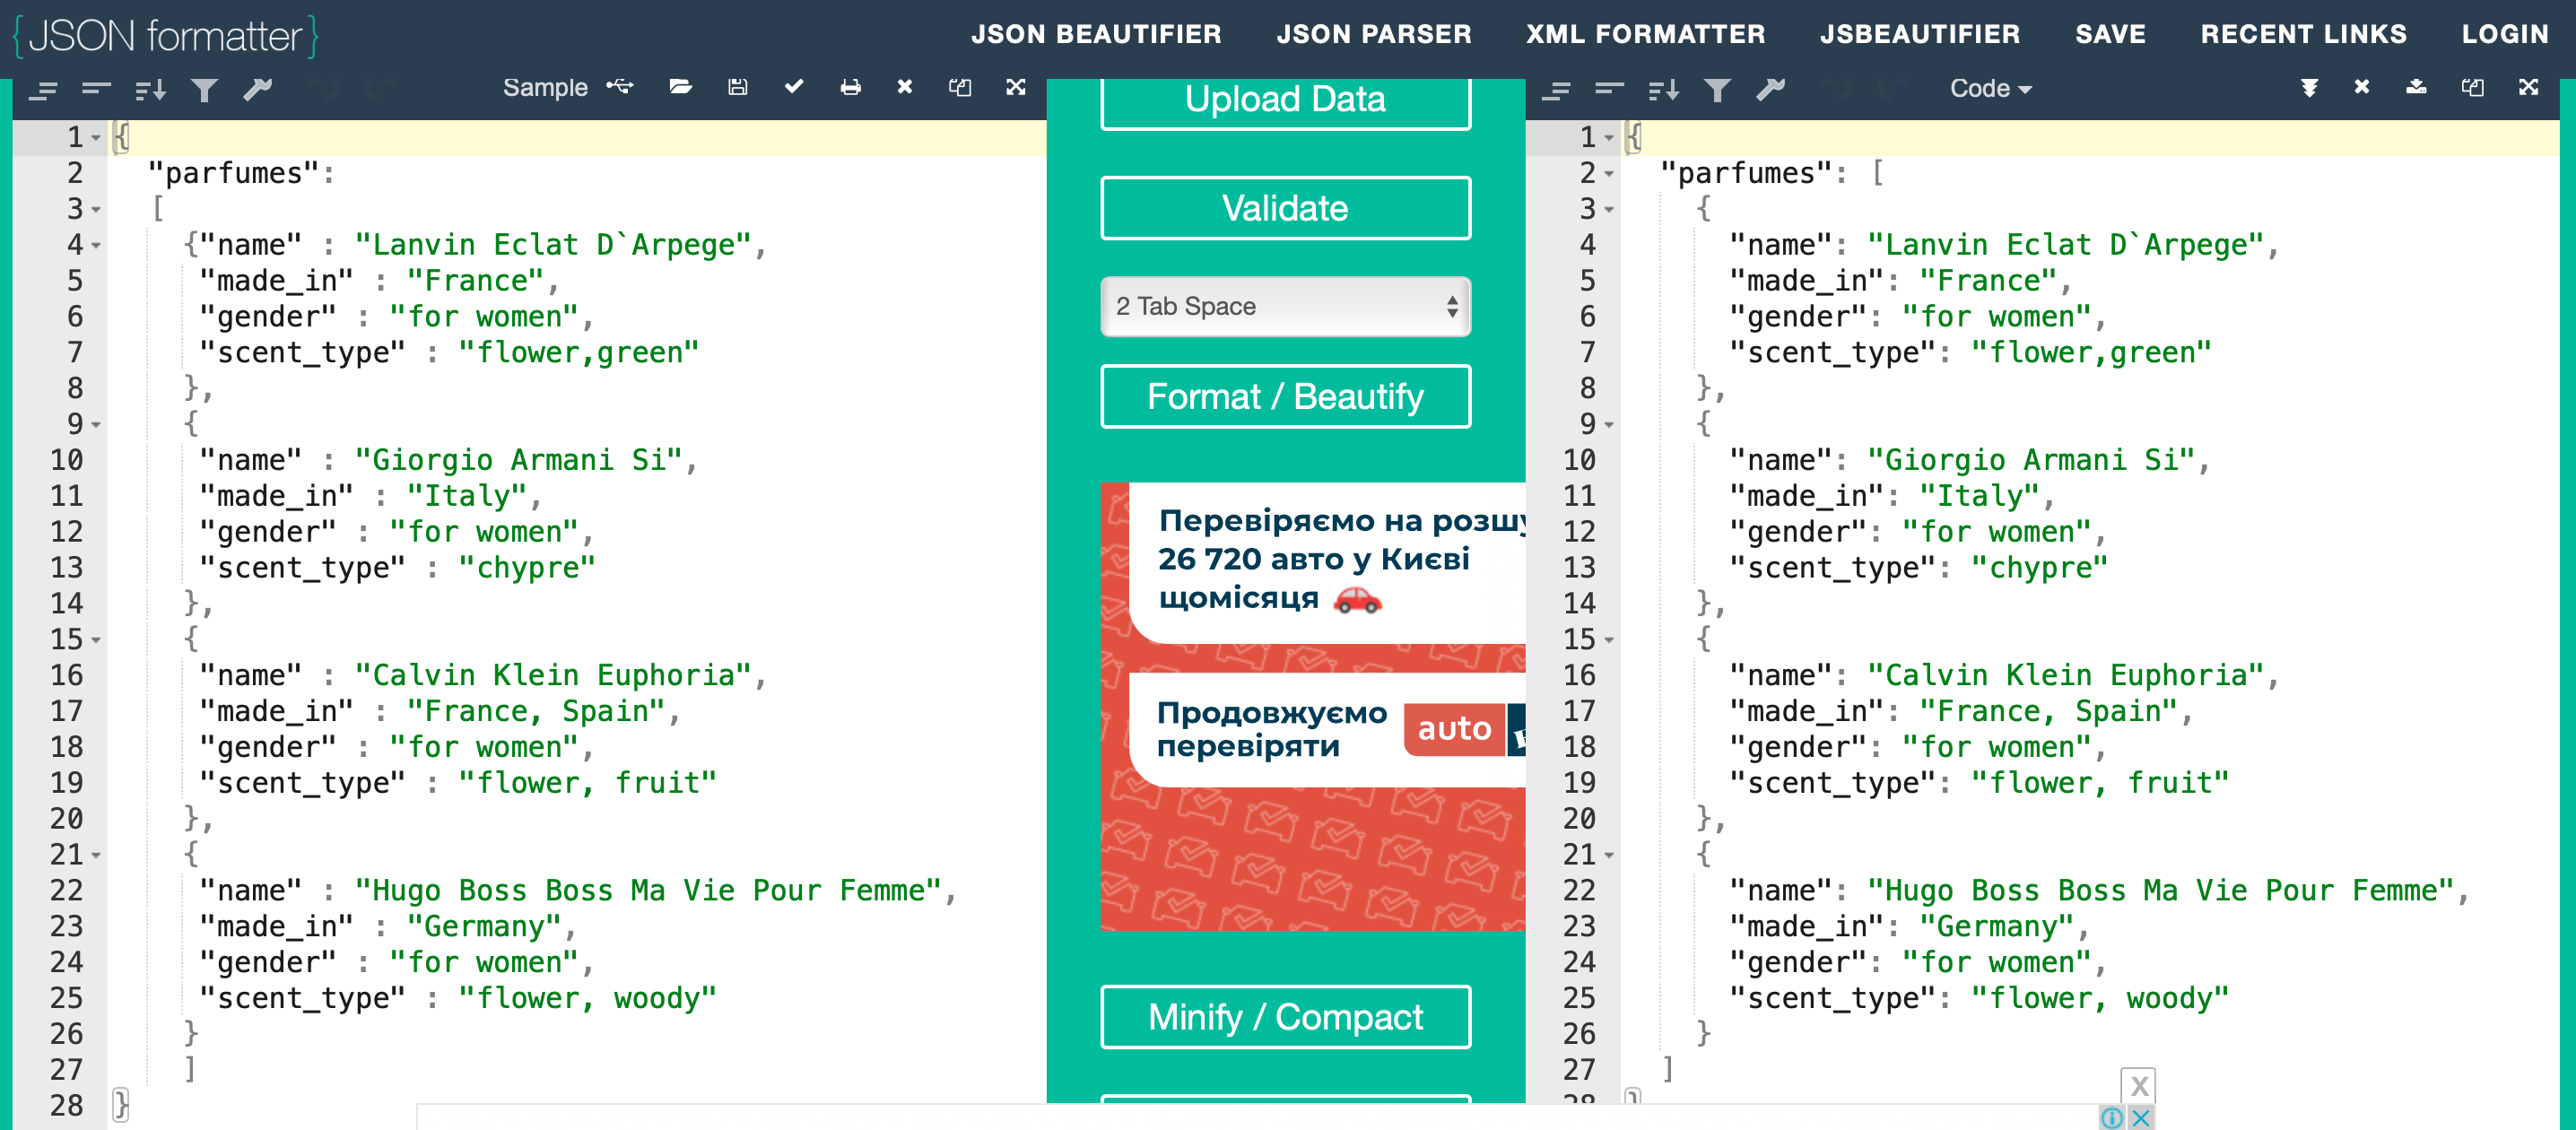 {JSON formatter}
JSON BEAUTIFIER JSON PARSER XML FORMATTER JSBEAUTIFIER SAVE RECENT LINKS LOGIN
Sample
1 {
2 "parfumes":
3 [
4 {"name" : "Lanvin Eclat D`Arpege",
5 "made_in" : "France",
6 "gender" : "for women",
7 "scent_type" : "flower,green"
8 },
9 {
10 "name" : "Giorgio Armani Si",
11 "made_in" : "Italy",
12 "gender" : "for women",
13 "scent_type" : "chypre"
14 },
15 {
16 "name" : "Calvin Klein Euphoria",
17 "made_in" : "France, Spain",
18 "gender" : "for women",
19 "scent_type" : "flower, fruit"
20 },
21 {
22 "name" : "Hugo Boss Boss Ma Vie Pour Femme",
23 "made_in" : "Germany",
24 "gender" : "for women",
25 "scent_type" : "flower, woody"
26 }
27 ]
28 }
Upload Data
Validate
2 Tab Space
Format / Beautify
Перевіряємо на
26 720 авто у Києві
щомісяця
Продовжуємо
перевіряти
auto
Minify / Compact
Code
1 {
2 "parfumes": [
3 {
4 "name": "Lanvin Eclat D`Arpege",
5 "made_in": "France",
6 "gender": "for women",
7 "scent_type": "flower,green"
8 },
9 {
10 "name": "Giorgio Armani Si",
11 "made_in": "Italy",
12 "gender": "for women",
13 "scent_type": "chypre"
14 },
15 {
16 "name": "Calvin Klein Euphoria",
17 "made_in": "France, Spain",
18 "gender": "for women",
19 "scent_type": "flower, fruit"
20 },
21 {
22 "name": "Hugo Boss Boss Ma Vie Pour Femme",
23 "made_in": "Germany",
24 "gender": "for women",
25 "scent_type": "flower, woody"
26 }
27 ]
28 }
X